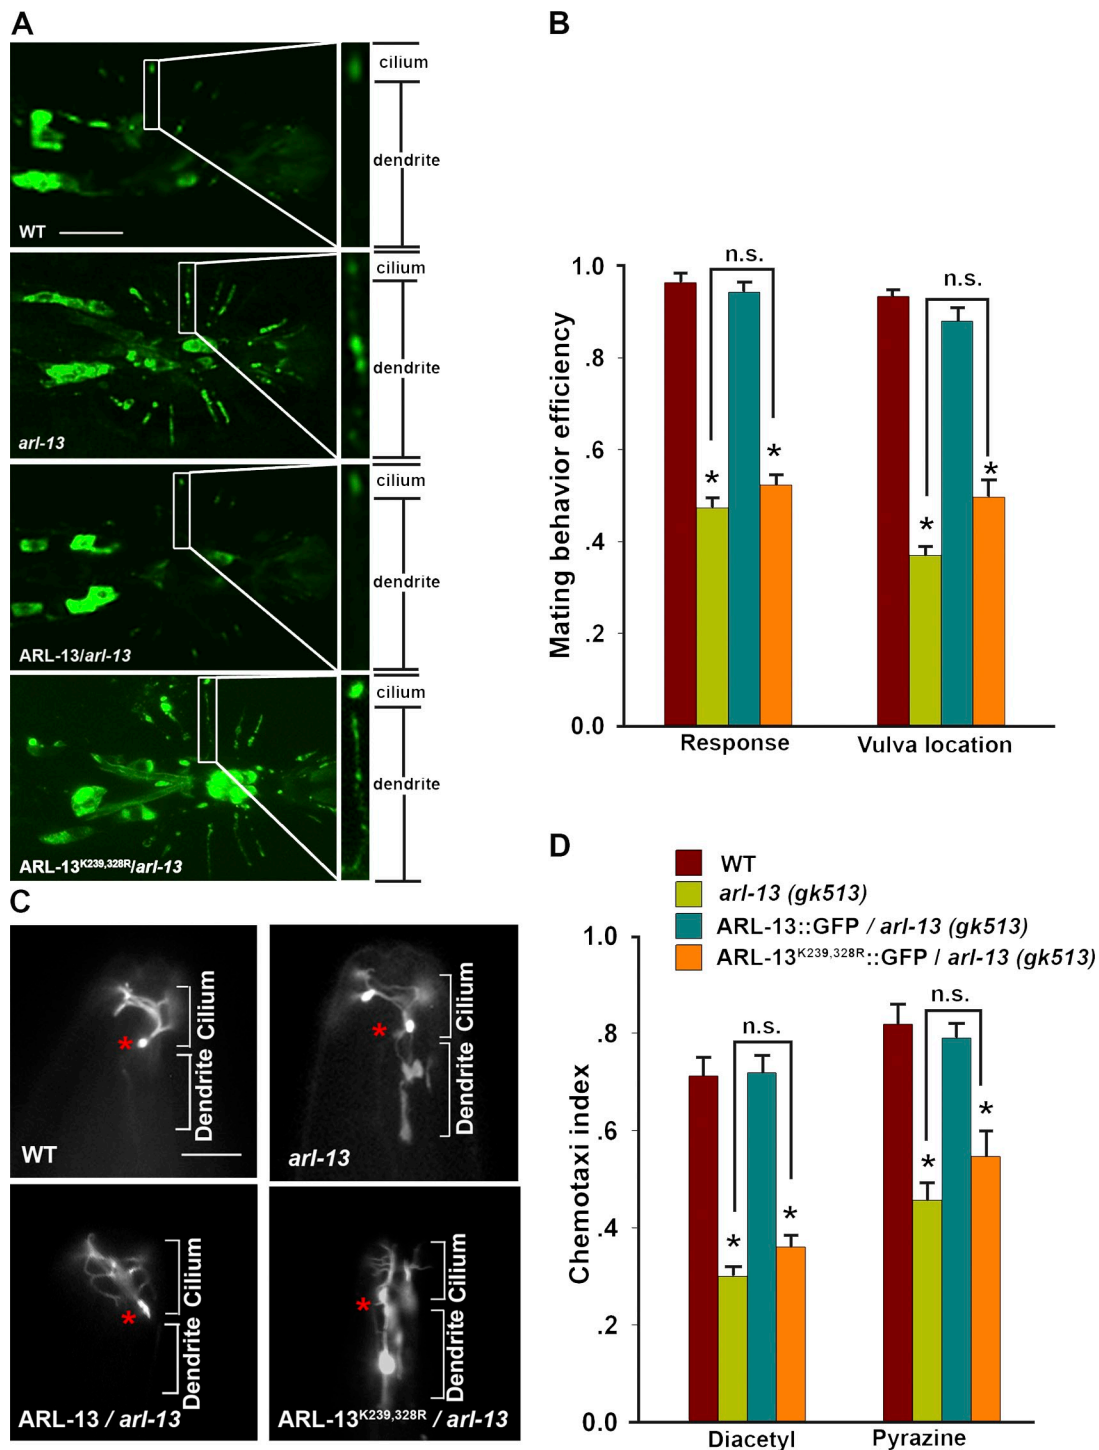 A
cilium
dendrite
WT
cilium
dendrite
arl-13
cilium
dendrite
ARL-13/arl-13
cilium
dendrite
ARL-13K239,328R/arl-13
B
Mating behavior efficiency
1.0
.8
.6
.4
.2
0.0
n.s.
n.s.
*
*
*
*
Response
Vulva location
C
Cilium
Dendrite
*
WT
Cilium
Dendrite
*
arl-13
Cilium
Dendrite
*
ARL-13 / arl-13
Cilium
Dendrite
*
ARL-13K239,328R / arl-13
D
WT
arl-13 (gk513)
ARL-13::GFP / arl-13 (gk513)
ARL-13K239,328R::GFP / arl-13 (gk513)
Chemotaxi index
1.0
.8
.6
.4
.2
0.0
n.s.
n.s.
*
*
*
*
Diacetyl
Pyrazine